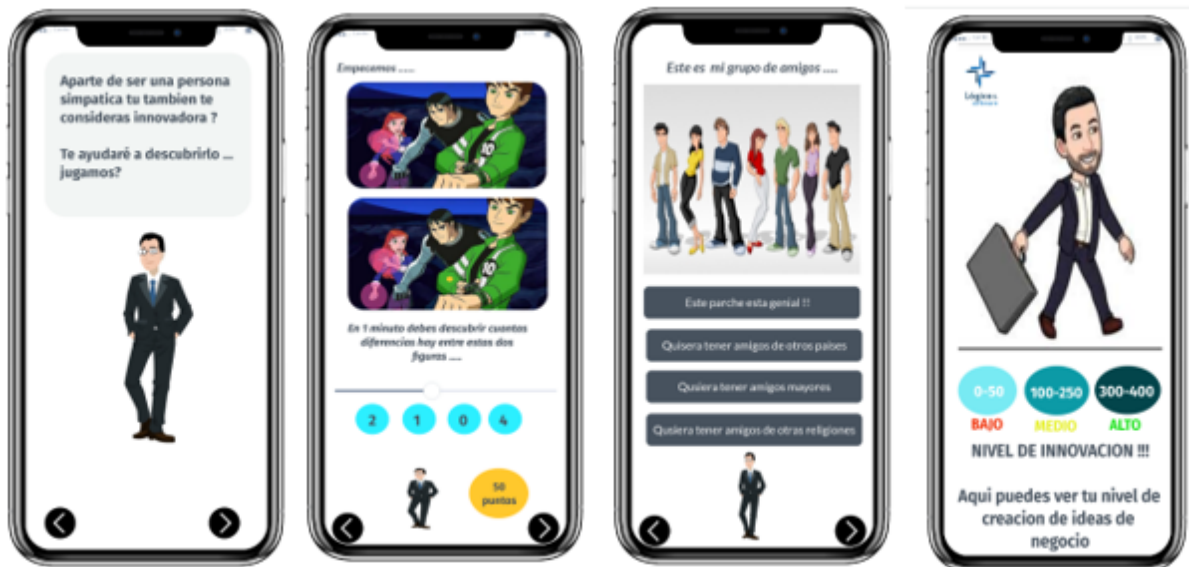 Aparte de ser una persona
simpatica tu tambien te
consideras innovadora ?
Te ayudaré a descubrirlo ...
jugamos?
Empecemos .....
En 1 minuto debes descubrir cuantas
diferencias hay entre estas dos
figuras .....
2 1 0 4
50
puntos
Este es mi grupo de amigos .....
Este parche esta genial !!
Quisera tener amigos de otros paises
Qusiera tener amigos mayores
Qusiera tener amigos de otras religiones
0-50 100-250 300-400
BAJO MEDIO ALTO
NIVEL DE INNOVACION !!!
Aqui puedes ver tu nivel de
creacion de ideas de
negocio